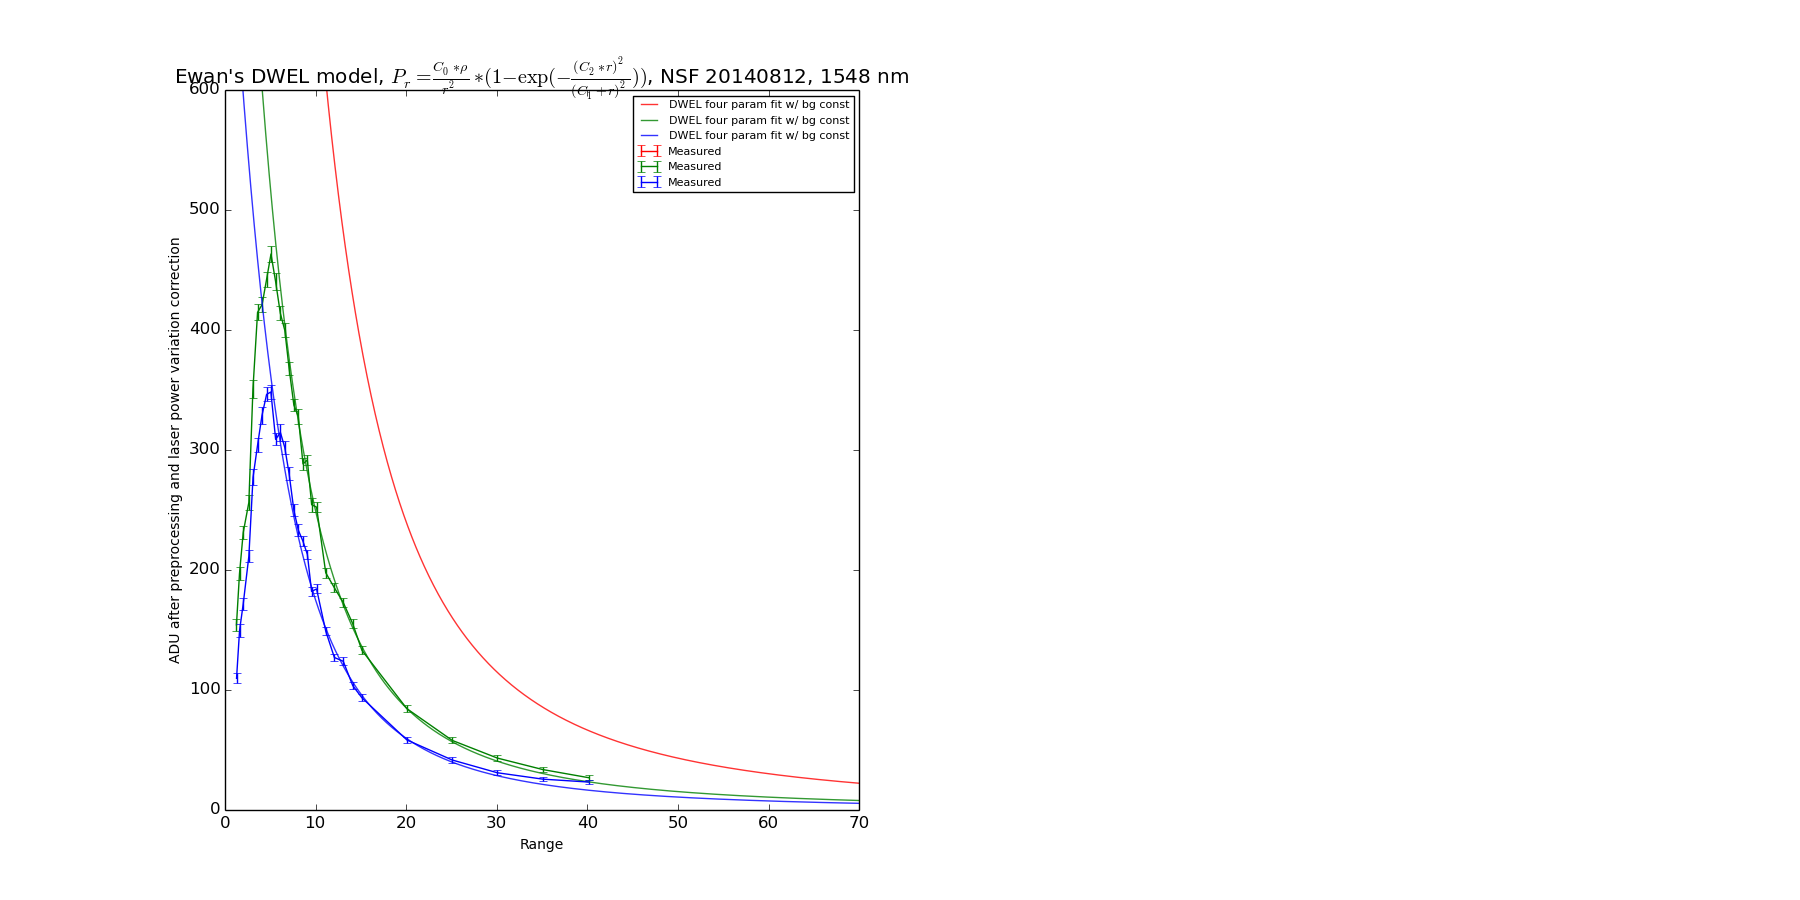 Ewan's DWEL model, $P_r = \frac{C_0*\rho}{r^2}*(1-\exp(-\frac{(C_2*r)^2}{(C_1+r)^2}))$, NSF 20140812, 1548 nm
DWEL four param fit w/ bg const
DWEL four param fit w/ bg const
DWEL four param fit w/ bg const
Measured
Measured
Measured
600
500
400
300
200
100
0
ADU after preprocessing and laser power variation correction
0 10 20 30 40 50 60 70
Range